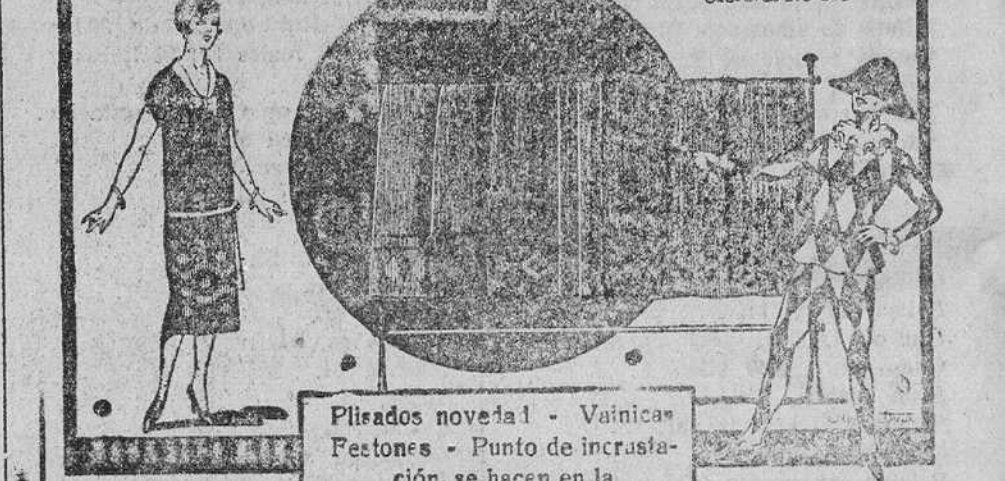 Plisados novedad - Vainicas
Festones - Punto de incrusta-
ción se hacen en la